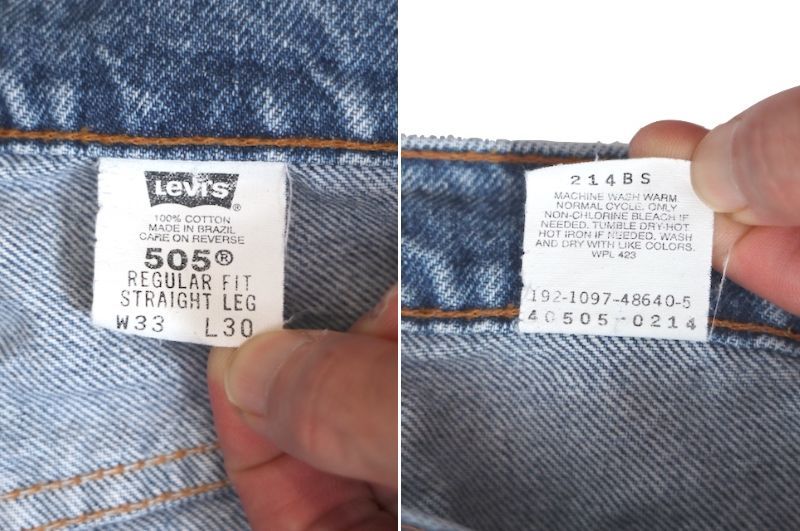 Levi's®
100% COTTON
MADE IN BRAZIL
CARE ON REVERSE
505®
REGULAR FIT
STRAIGHT LEG
W33 L30
214BS
MACHINE WASH WARM
NORMAL CYCLE. ONLY
NON-CHLORINE BLEACH IF
NEEDED. TUMBLE DRY-HOT
HOT IRON IF NEEDED. WASH
AND DRY WITH LIKE COLORS.
WPL 423
192-1097-48640-5
40505-0214